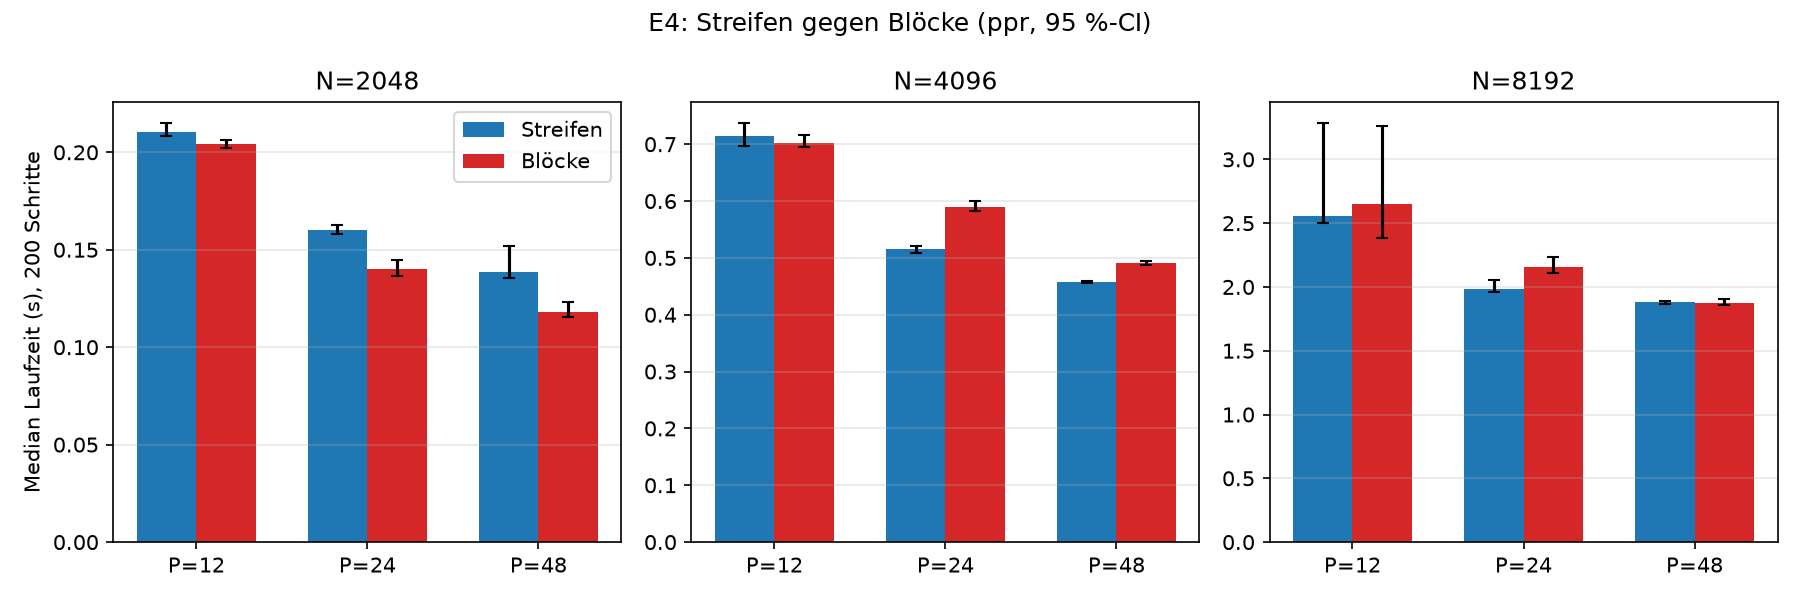 E4: Streifen gegen Blöcke (ppr, 95 %-CI)
N=2048
N=4096
N=8192
Median Laufzeit (s), 200 Schritte
0.20
0.15
0.10
0.05
0.00
Streifen
Blöcke
P=12
P=24
P=48
0.7
0.6
0.5
0.4
0.3
0.2
0.1
0.0
P=12
P=24
P=48
3.0
2.5
2.0
1.5
1.0
0.5
0.0
P=12
P=24
P=48